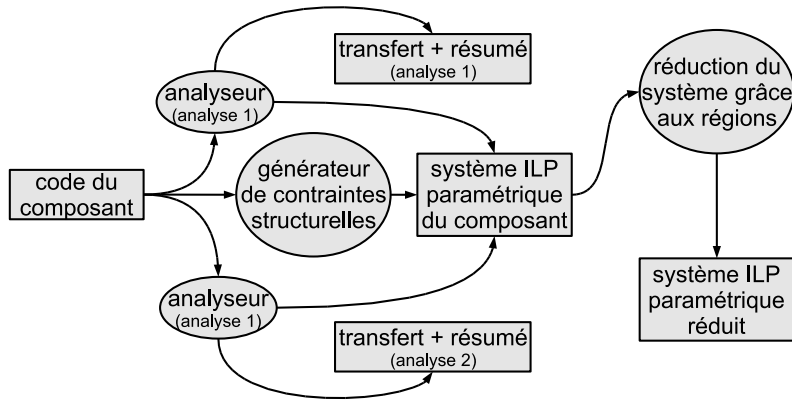 transfert + résumé
(analyse 1)
analyseur
(analyse 1)
réduction du
système grâce
aux régions
code du
composant
générateur
de contraintes
structurelles
système ILP
paramétrique
du composant
analyseur
(analyse 1)
système ILP
paramétrique
réduit
transfert + résumé
(analyse 2)